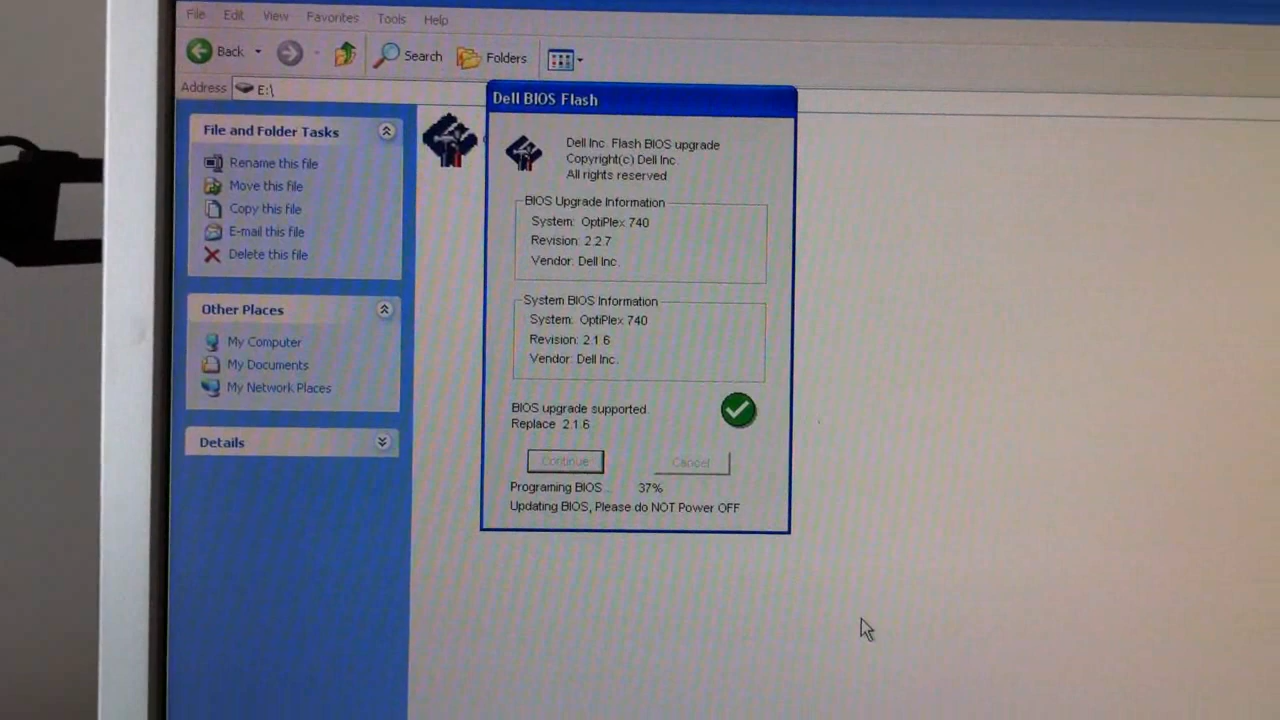 File Edit View Favorites Tools Help
Back Search Folders
Address E:\
Dell BIOS Flash
File and Folder Tasks
Rename this file
Move this file
Copy this file
E-mail this file
Delete this file
Other Places
My Computer
My Documents
My Network Places
Details
Dell Inc. Flash BIOS upgrade
Copyright(c) Dell Inc.
All rights reserved
BIOS Upgrade Information
System: OptiPlex 740
Revision: 2.2.7
Vendor: Dell Inc.
System BIOS Information
System: OptiPlex 740
Revision: 2.1.6
Vendor: Dell Inc.
BIOS upgrade supported.
Replace 2.1.6
Continue Cancel
Programing BIOS... 37%
Updating BIOS, Please do NOT Power OFF